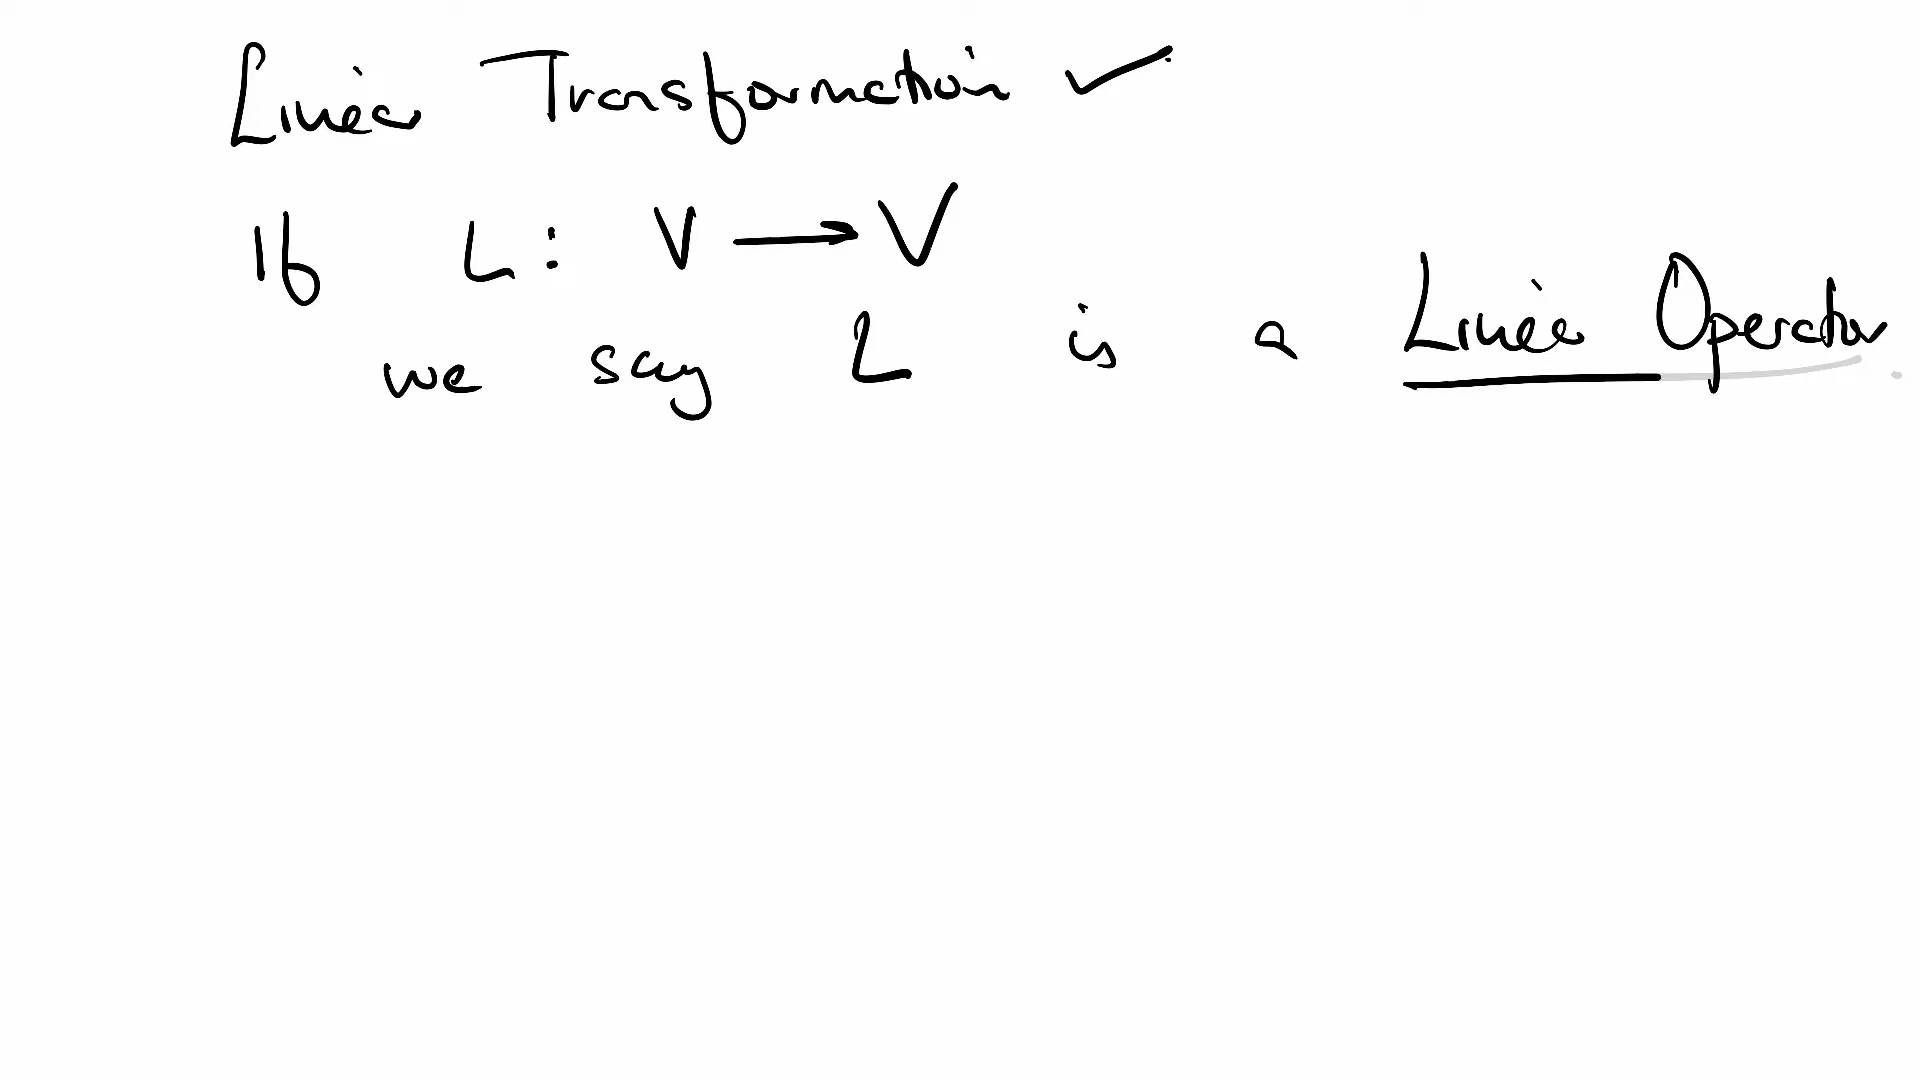 Linear Transformation ✓
If L: V → V
we say L is a Linear Operator.